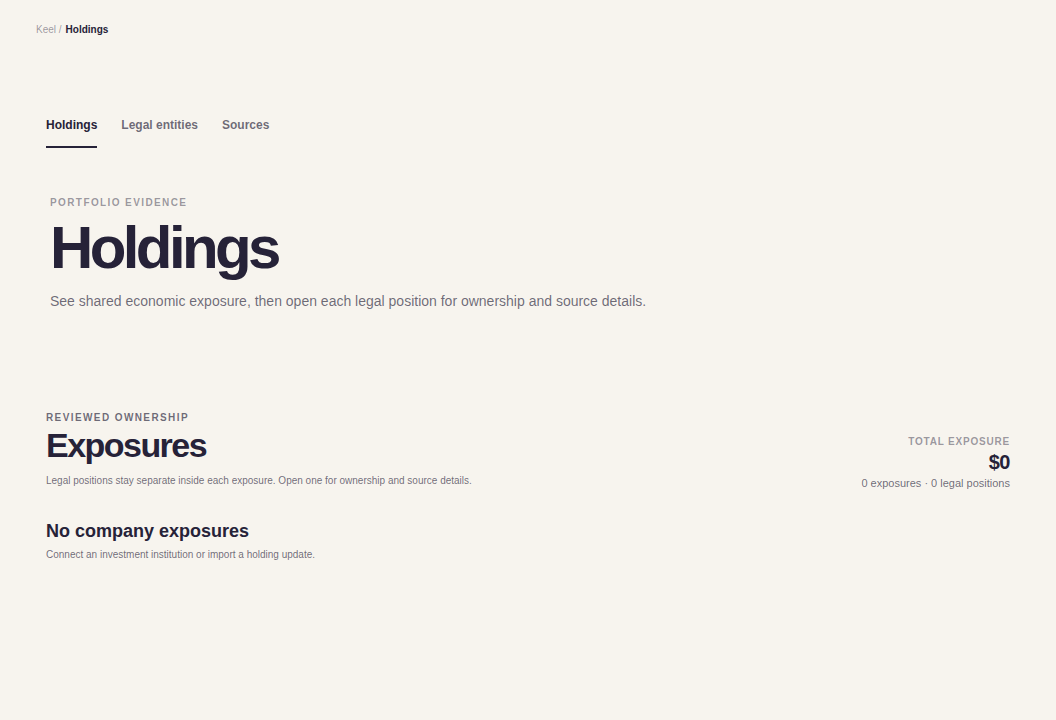 Keel / Holdings
Holdings Legal entities Sources
PORTFOLIO EVIDENCE
Holdings
See shared economic exposure, then open each legal position for ownership and source details.
REVIEWED OWNERSHIP
Exposures
Legal positions stay separate inside each exposure. Open one for ownership and source details.
TOTAL EXPOSURE
$0
0 exposures · 0 legal positions
No company exposures
Connect an investment institution or import a holding update.